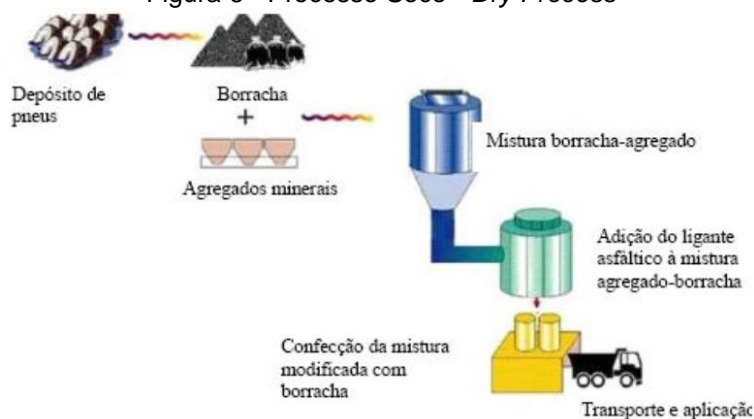 Figura - Processo Seco - Dry Process
Depósito de
pneus
Borracha
+
Agregados minerais
Mistura borracha-agregado
Adição do ligante
asfáltico à mistura
agregado-borracha
Confecção da mistura
modificada com
borracha
Transporte e aplicação